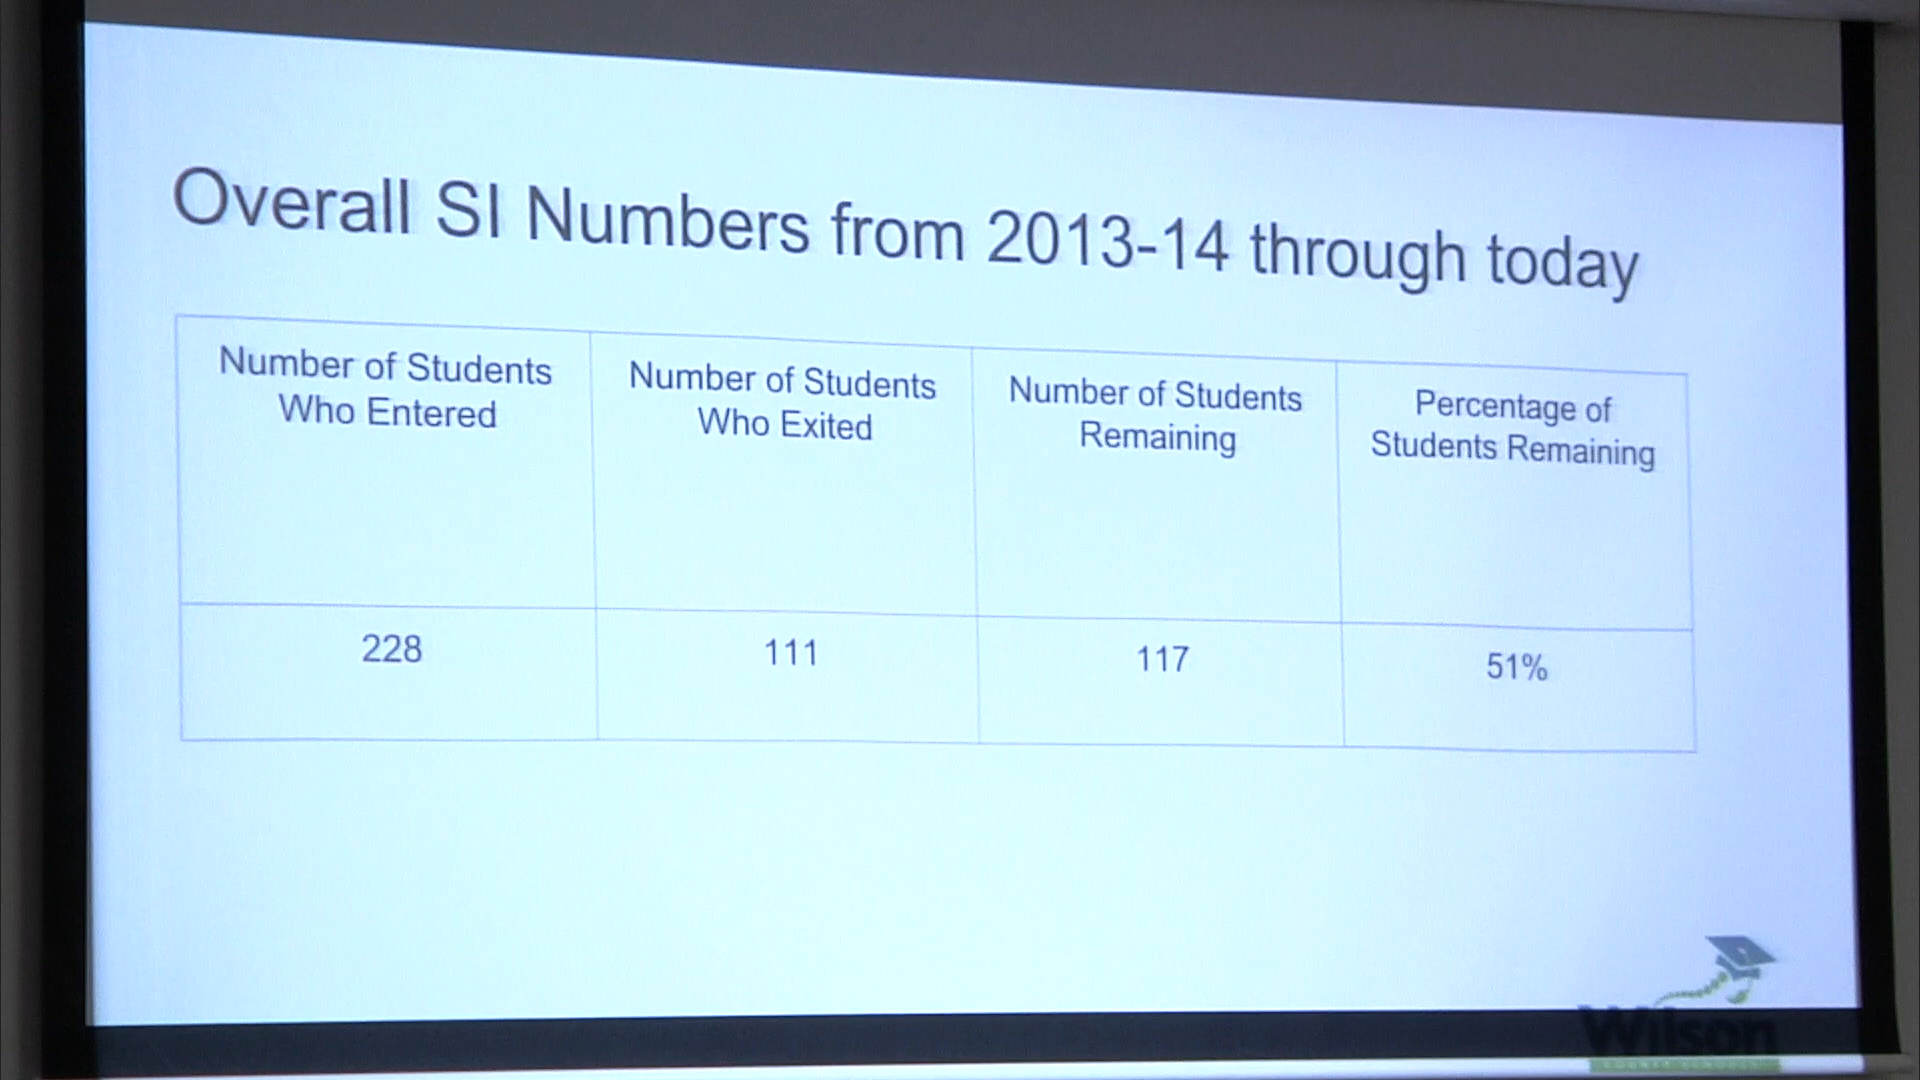 Overall SI Numbers from 2013-14 through today
Number of Students
Who Entered
Number of Students
Who Exited
Number of Students
Remaining
Percentage of
Students Remaining
228
111
117
51%
Wilson